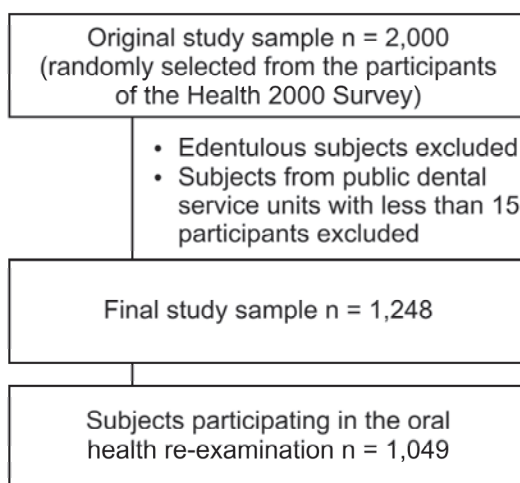 Original study sample n = 2,000
(randomly selected from the participants
of the Health 2000 Survey)
• Edentulous subjects excluded
• Subjects from public dental
service units with less than 15
participants excluded
Final study sample n = 1,248
Subjects participating in the oral
health re-examination n = 1,049